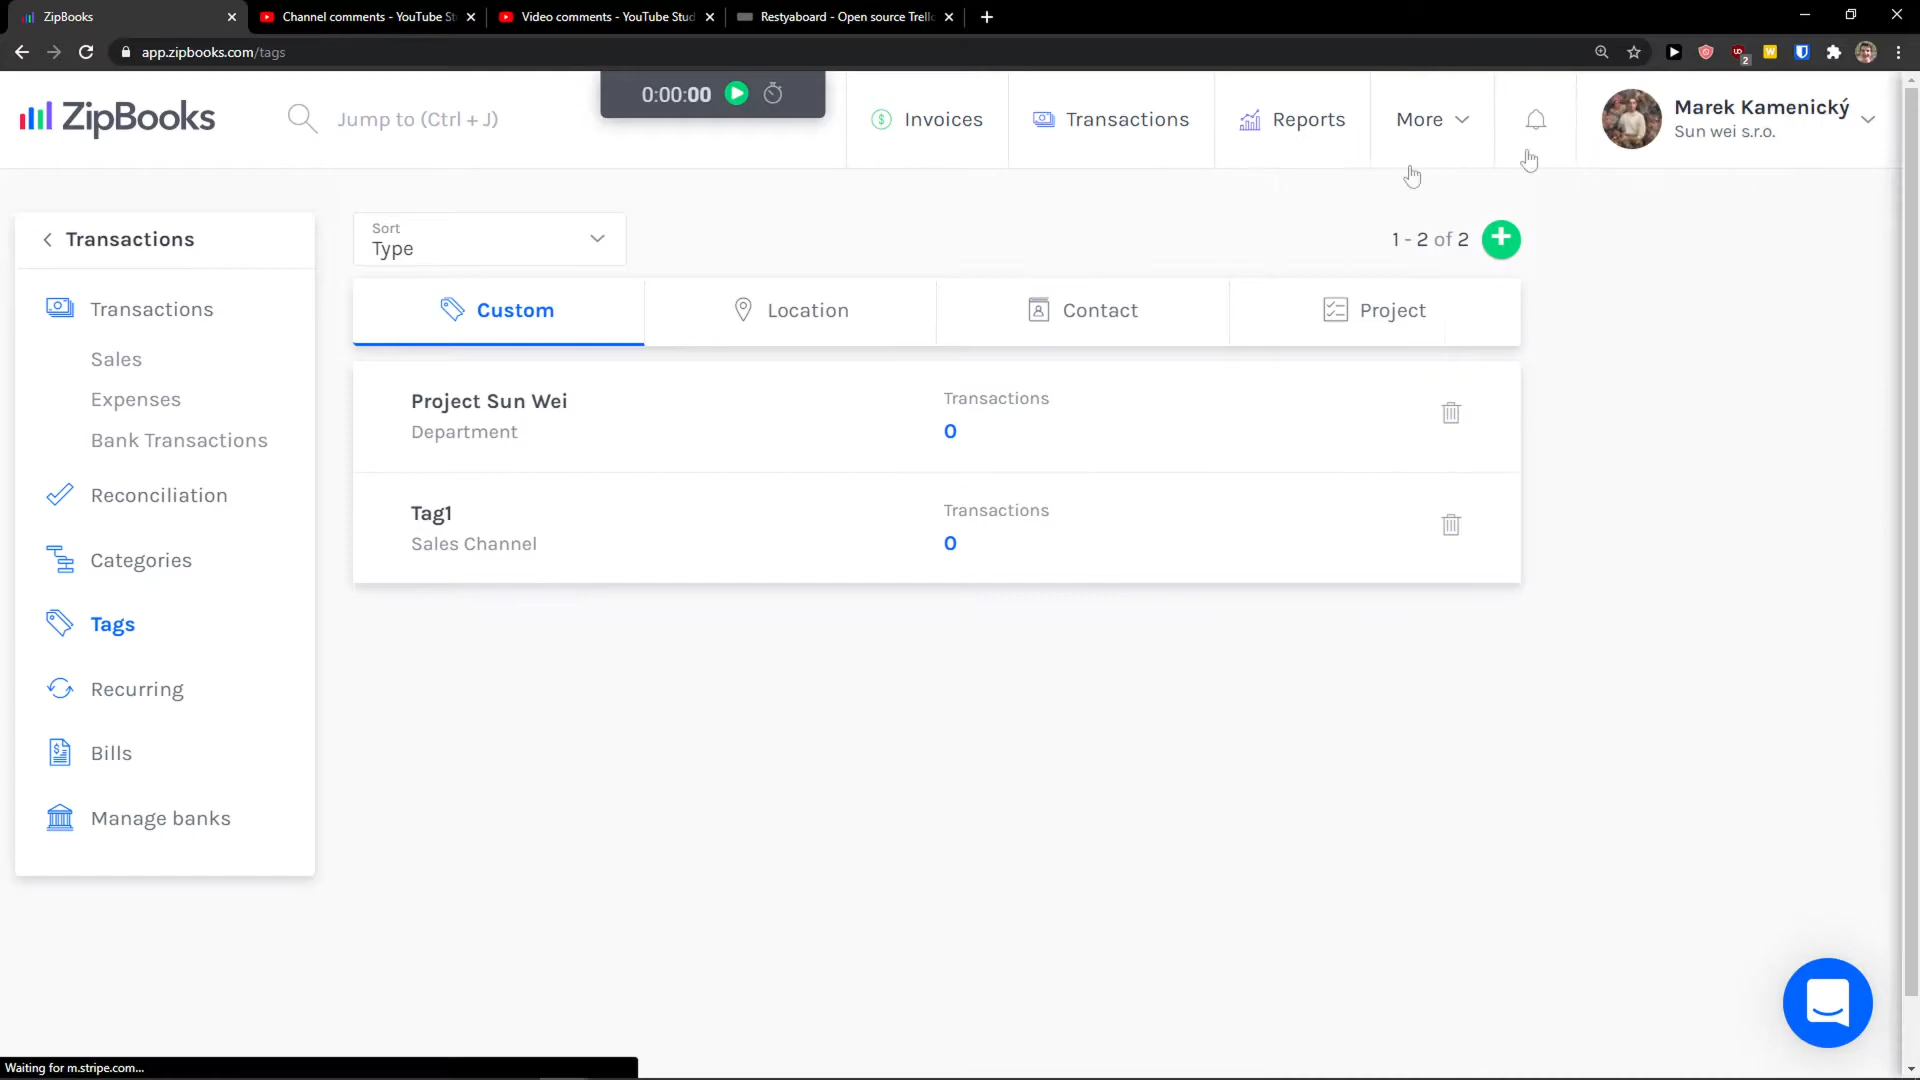 ZipBooks
Channel comments - YouTube St
Video comments - YouTube Stud
Restyaboard - Open source Trello
app.zipbooks.com/tags
2
ZipBooks
Jump to (Ctrl + J)
0:00:00
Invoices
Transactions
Reports
More
Marek Kamenický
Sun wei s.r.o.
Transactions
Transactions
Sales
Expenses
Bank Transactions
Reconciliation
Categories
Tags
Recurring
Bills
Manage banks
Sort
Type
1 - 2 of 2
Custom
Location
Contact
Project
Project Sun Wei
Department
Transactions
0
Tag1
Sales Channel
Transactions
0
Waiting for m.stripe.com...